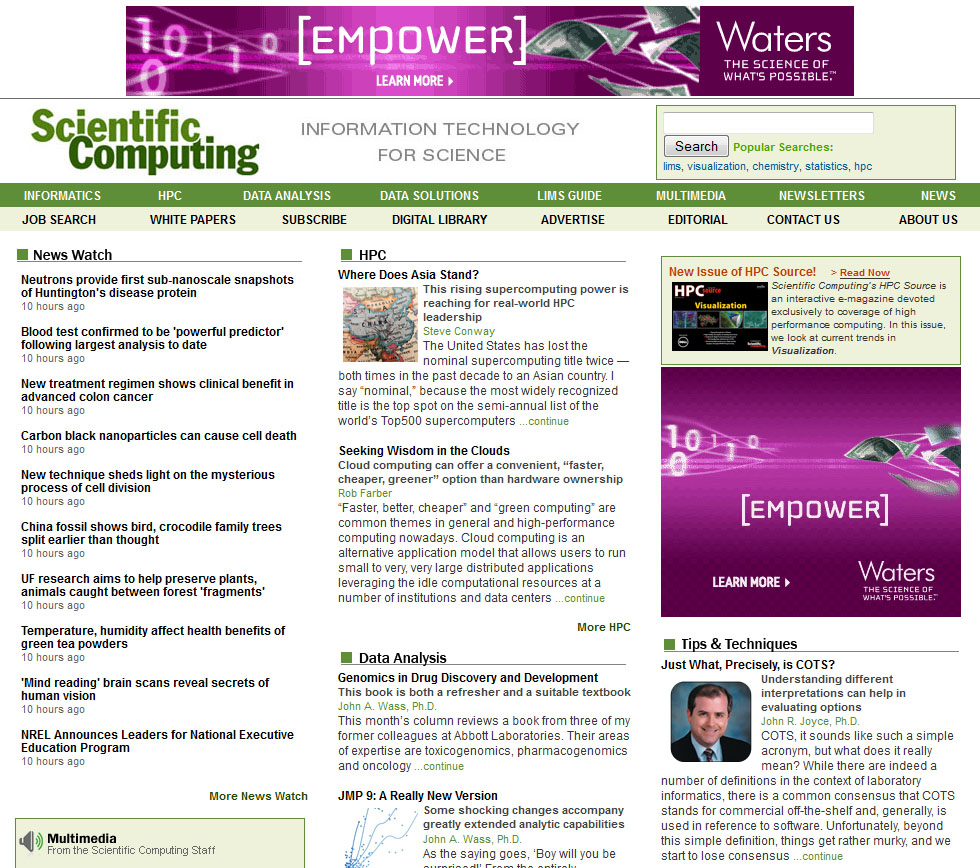 10 1 1 0
0
[EMPOWER]
LEARN MORE
Waters
THE SCIENCE OF
WHAT'S POSSIBLE.™
Scientific
Computing
INFORMATION TECHNOLOGY
FOR SCIENCE
Search Popular Searches:
lims, visualization, chemistry, statistics, hpc
INFORMATICS HPC DATA ANALYSIS DATA SOLUTIONS LIMS GUIDE MULTIMEDIA NEWSLETTERS NEWS
JOB SEARCH WHITE PAPERS SUBSCRIBE DIGITAL LIBRARY ADVERTISE EDITORIAL CONTACT US ABOUT US
News Watch
Neutrons provide first sub-nanoscale snapshots
of Huntington's disease protein
10 hours ago
Blood test confirmed to be 'powerful predictor'
following largest analysis to date
10 hours ago
New treatment regimen shows clinical benefit in
advanced colon cancer
10 hours ago
Carbon black nanoparticles can cause cell death
10 hours ago
New technique sheds light on the mysterious
process of cell division
10 hours ago
China fossil shows bird, crocodile family trees
split earlier than thought
10 hours ago
UF research aims to help preserve plants,
animals caught between forest 'fragments'
10 hours ago
Temperature, humidity affect health benefits of
green tea powders
10 hours ago
'Mind reading' brain scans reveal secrets of
human vision
10 hours ago
NREL Announces Leaders for National Executive
Education Program
10 hours ago
More News Watch
Multimedia
From the Scientific Computing Staff
HPC
Where Does Asia Stand?
This rising supercomputing power is
reaching for real-world HPC
leadership
Steve Conway
CHINA
The United States has lost the
nominal supercomputing title twice —
both times in the past decade to an Asian country. I
say “nominal,” because the most widely recognized
title is the top spot on the semi-annual list of the
world’s Top500 supercomputers ...continue
Seeking Wisdom in the Clouds
Cloud computing can offer a convenient, “faster,
cheaper, greener” option than hardware ownership
Rob Farber
“Faster, better, cheaper” and “green computing” are
common themes in general and high-performance
computing nowadays. Cloud computing is an
alternative application model that allows users to run
small to very, very large distributed applications
leveraging the idle computational resources at a
number of institutions and data centers ...continue
More HPC
Data Analysis
Genomics in Drug Discovery and Development
This book is both a refresher and a suitable textbook
John A. Wass, Ph.D.
This month’s column reviews a book from three of my
former colleagues at Abbott Laboratories. Their areas
of expertise are toxicogenomics, pharmacogenomics
and oncology ...continue
JMP 9: A Really New Version
Some shocking changes accompany
greatly extended analytic capabilities
John A. Wass, Ph.D.
As the saying goes, ‘Boy will you be
New Issue of HPC Source! > Read Now
HPC source
Visualization
Scientific Computing's HPC Source is
an interactive e-magazine devoted
exclusively to coverage of high
performance computing. In this issue,
we look at current trends in
Visualization.
10 1 1 0
0
[EMPOWER]
LEARN MORE
Waters
THE SCIENCE OF
WHAT'S POSSIBLE.
Tips & Techniques
Just What, Precisely, is COTS?
Understanding different
interpretations can help in
evaluating options
John R. Joyce, Ph.D.
COTS, it sounds like such a simple
acronym, but what does it really
mean? While there are indeed a
number of definitions in the context of laboratory
informatics, there is a common consensus that COTS
stands for commercial off-the-shelf and, generally, is
used in reference to software. Unfortunately, beyond
this simple definition, things get rather murky, and we
start to lose consensus ...continue